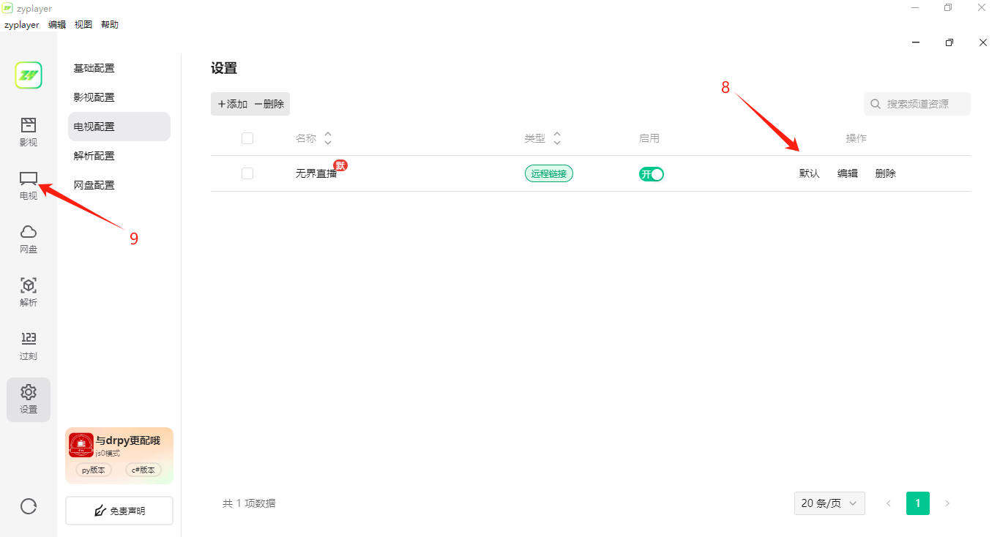 zyplayer
zyplayer 编辑 视图 帮助
ZY
影视
电视
网盘
解析
过刻
设置
基础配置
影视配置
电视配置
解析配置
网盘配置
与drpy更配哦
js0模式
py版本 c#版本
免责声明
设置
+添加 一删除
搜索频道资源
名称 类型 启用 操作
无界直播 默 远程链接 开 默认 编辑 删除
8
9
共 1 项数据
20 条/页
1